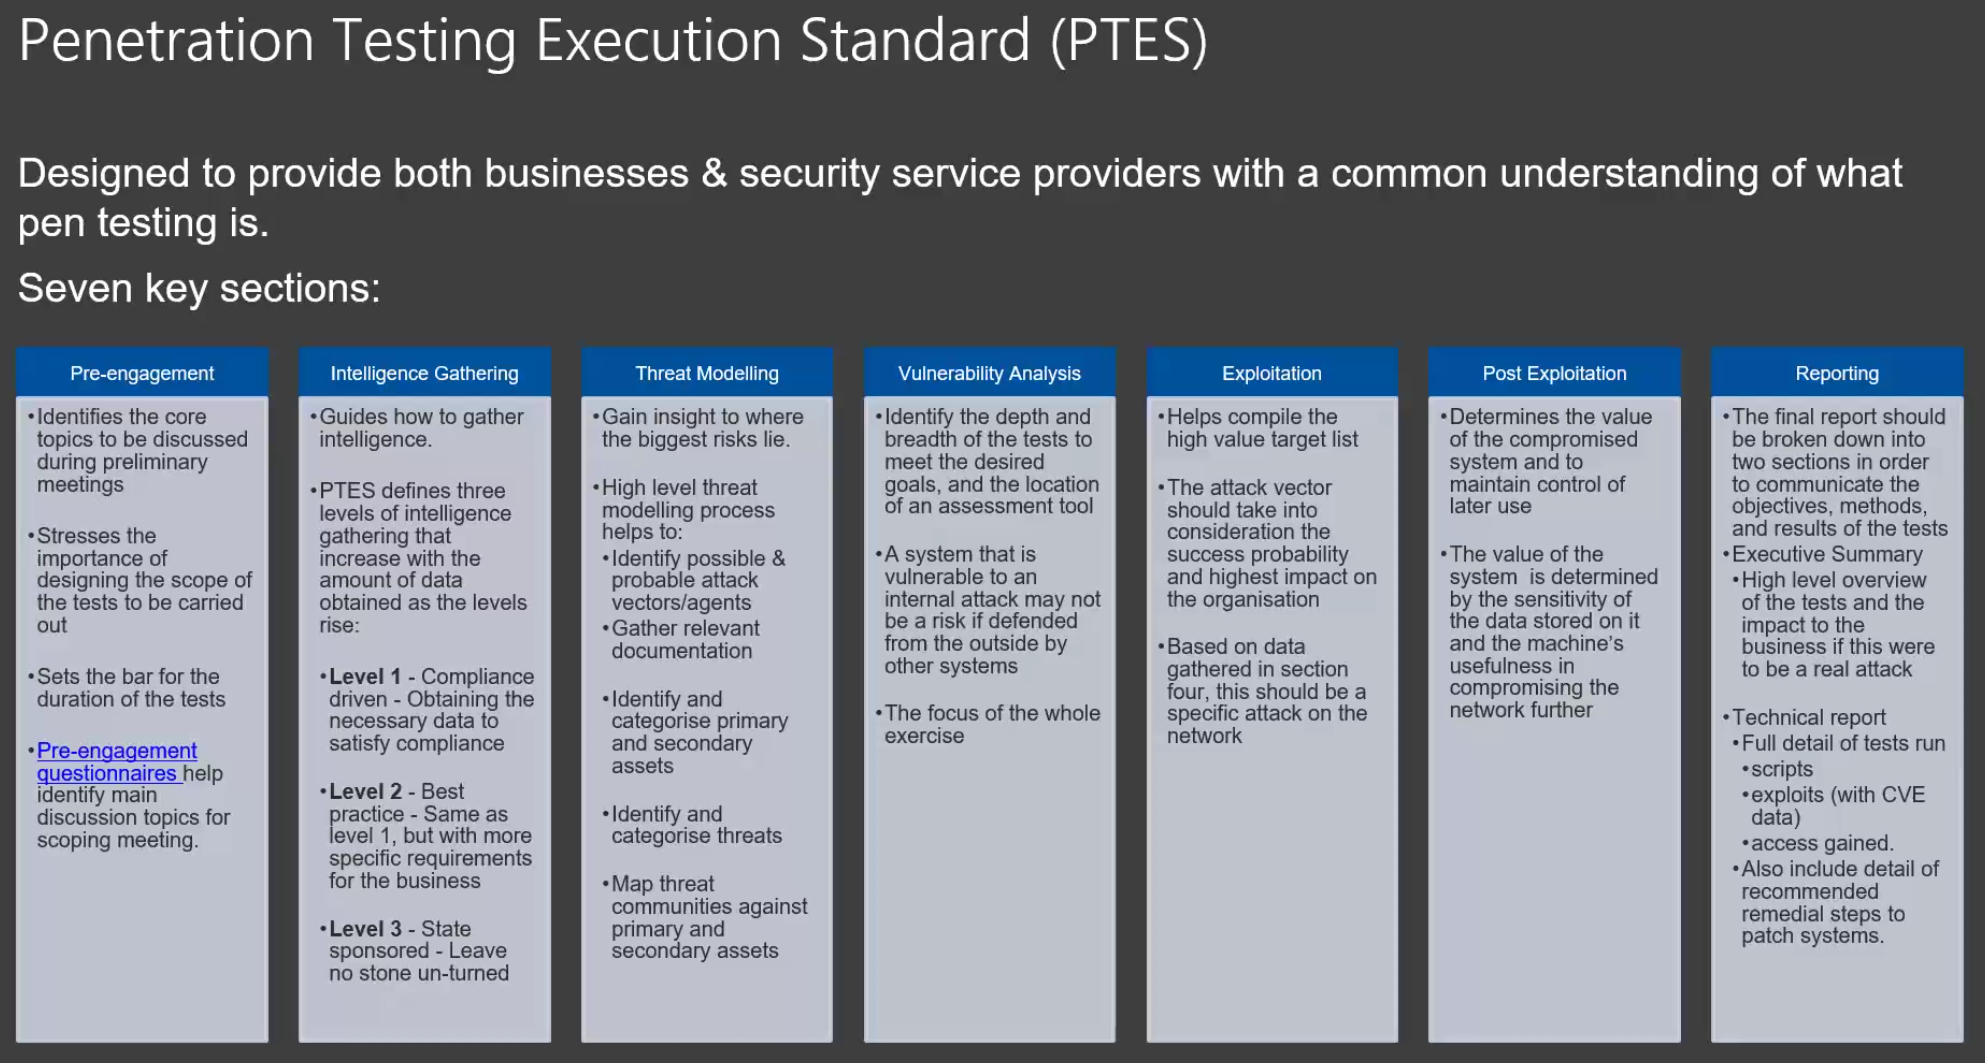 Penetration Testing Execution Standard (PTES)
Designed to provide both businesses & security service providers with a common understanding of what
pen testing is.
Seven key sections:
Pre-engagement
•Identifies the core
topics to be discussed
during preliminary
meetings
•Stresses the
importance of
designing the scope of
the tests to be carried
out
•Sets the bar for the
duration of the tests
•Pre-engagement
questionnaires help
identify main
discussion topics for
scoping meeting.
Intelligence Gathering
•Guides how to gather
intelligence.
•PTES defines three
levels of intelligence
gathering that
increase with the
amount of data
obtained as the levels
rise:
•Level 1 - Compliance
driven - Obtaining the
necessary data to
satisfy compliance
•Level 2 - Best
practice - Same as
level 1, but with more
specific requirements
for the business
•Level 3 - State
sponsored - Leave
no stone un-turned
Threat Modelling
•Gain insight to where
the biggest risks lie.
•High level threat
modelling process
helps to:
•Identify possible &
probable attack
vectors/agents
•Gather relevant
documentation
•Identify and
categorise primary
and secondary
assets
•Identify and
categorise threats
•Map threat
communities against
primary and
secondary assets
Vulnerability Analysis
•Identify the depth and
breadth of the tests to
meet the desired
goals, and the location
of an assessment tool
•A system that is
vulnerable to an
internal attack may not
be a risk if defended
from the outside by
other systems
•The focus of the whole
exercise
Exploitation
•Helps compile the
high value target list
•The attack vector
should take into
consideration the
success probability
and highest impact on
the organisation
•Based on data
gathered in section
four, this should be a
specific attack on the
network
Post Exploitation
•Determines the value
of the compromised
system and to
maintain control of
later use
•The value of the
system is determined
by the sensitivity of
the data stored on it
and the machine's
usefulness in
compromising the
network further
Reporting
•The final report should
be broken down into
two sections in order
to communicate the
objectives, methods,
and results of the tests
•Executive Summary
•High level overview
of the tests and the
impact to the
business if this were
to be a real attack
•Technical report
•Full detail of tests run
•scripts
•exploits (with CVE
data)
•access gained.
•Also include detail of
recommended
remedial steps to
patch systems.